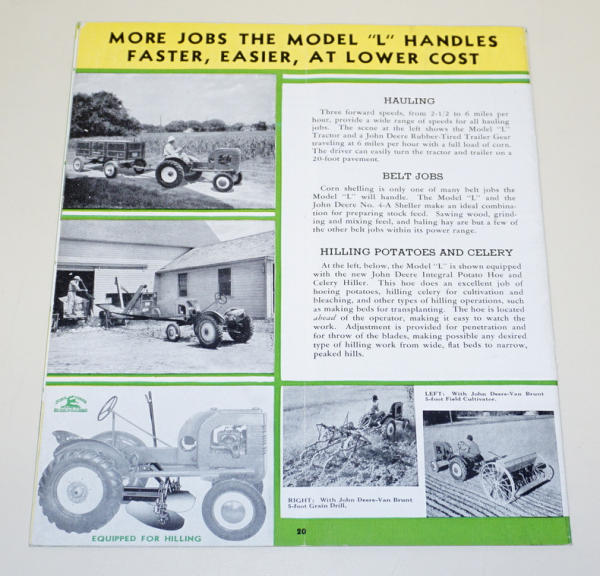 MORE JOBS THE MODEL "L" HANDLES
FASTER, EASIER, AT LOWER COST
HAULING
Three forward speeds, from 2-1/2 to 6 miles per
hour, provide a wide range of speeds for all hauling
jobs. The scene at the left shows the Model "L"
Tractor and a John Deere Rubber-Tired Trailer Gear
traveling at 6 miles per hour with a full load of corn.
The driver can easily turn the tractor and trailer on a
20-foot pavement.
BELT JOBS
Corn shelling is only one of many belt jobs the
Model "L" will handle. The Model "L" and the
John Deere No. 4-A Sheller make an ideal combina-
tion for preparing stock feed. Sawing wood, grind-
ing and mixing feed, and baling hay are but a few of
the other belt jobs within its power range.
HILLING POTATOES AND CELERY
At the left, below, the Model "L" is shown equipped
with the new John Deere Integral Potato Hoe and
Celery Hiller. This hoe does an excellent job of
hoeing potatoes, hilling celery for cultivation and
bleaching, and other types of hilling operations, such
as making beds for transplanting. The hoe is located
ahead of the operator, making it easy to watch the
work. Adjustment is provided for penetration and
for throw of the blades, making possible any desired
type of hilling work from wide, flat beds to narrow,
peaked hills.
LEFT: With John Deere-Van Brunt
5-foot Field Cultivator.
RIGHT: With John Deere-Van Brunt
5-foot Grain Drill.
EQUIPPED FOR HILLING
20